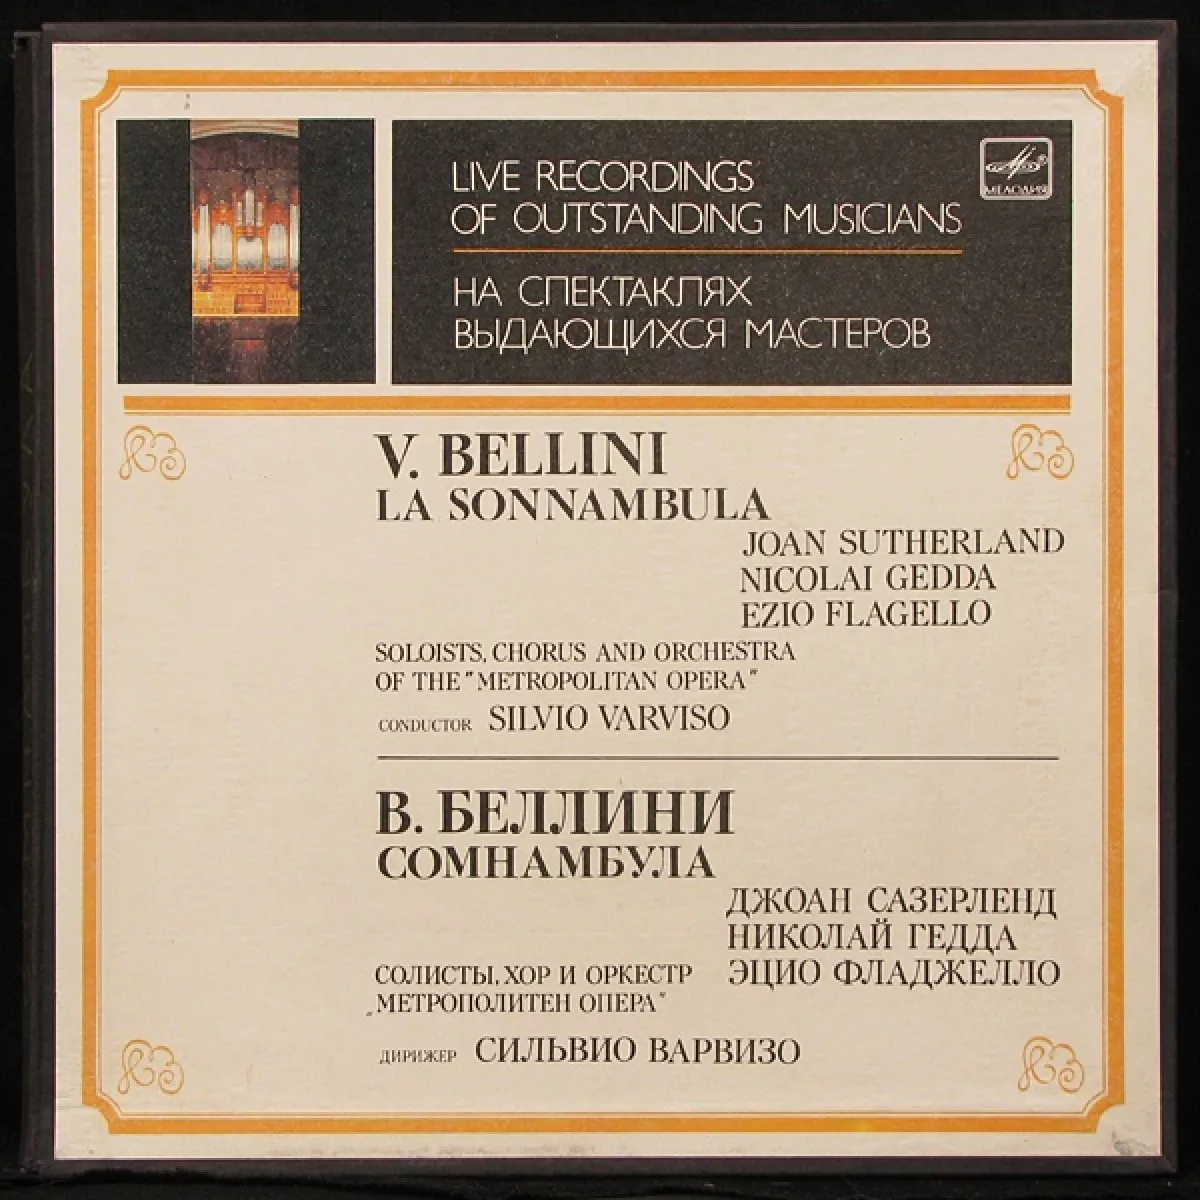 LIVE RECORDINGS
OF OUTSTANDING MUSICIANS
НА СПЕКТАКЛЯХ
ВЫДАЮЩИХСЯ МАСТЕРОВ
МЕЛОДИЯ
V. BELLINI
LA SONNAMBULA
JOAN SUTHERLAND
NICOLAI GEDDA
EZIO FLAGELLO
SOLOISTS, CHORUS AND ORCHESTRA
OF THE "METROPOLITAN OPERA"
CONDUCTOR SILVIO VARVISO
В. БЕЛЛИНИ
СОМНАМБУЛА
ДЖОАН САЗЕРЛЕНД
НИКОЛАЙ ГЕДДА
ЭЦИО ФЛАДЖЕЛЛО
СОЛИСТЫ, ХОР И ОРКЕСТР
„МЕТРОПОЛИТЕН ОПЕРА"
ДИРИЖЕР СИЛЬВИО ВАРВИЗО